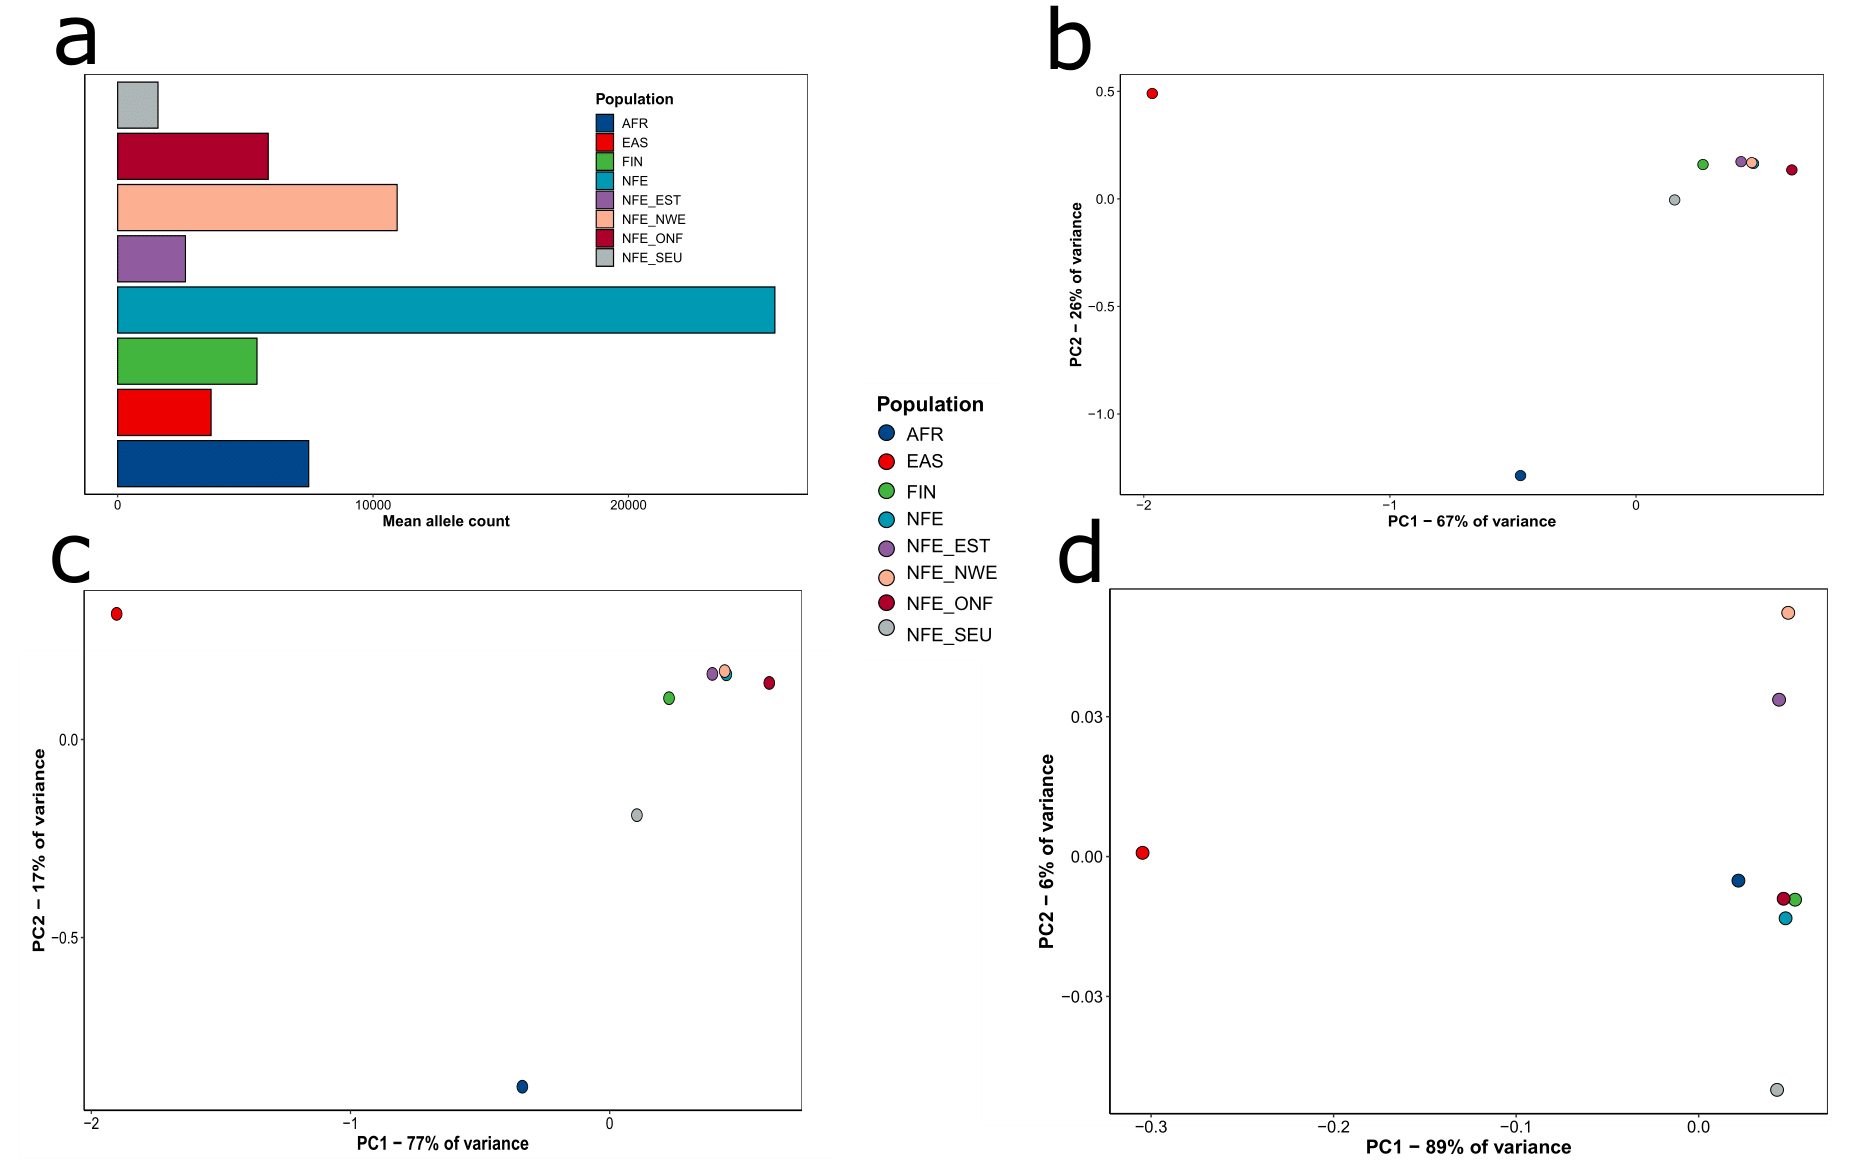 a
Population
AFR
EAS
FIN
NFE
NFE_EST
NFE_NWE
NFE_ONF
NFE_SEU
0
10000
20000
Mean allele count
b
0.5
0.0
−0.5
−1.0
PC2 − 26% of variance
−2
−1
0
PC1 − 67% of variance
Population
AFR
EAS
FIN
NFE
NFE_EST
NFE_NWE
NFE_ONF
NFE_SEU
c
0.0
−0.5
PC2 − 17% of variance
−2
−1
0
PC1 − 77% of variance
d
0.03
0.00
−0.03
PC2 − 6% of variance
−0.3
−0.2
−0.1
0.0
PC1 − 89% of variance